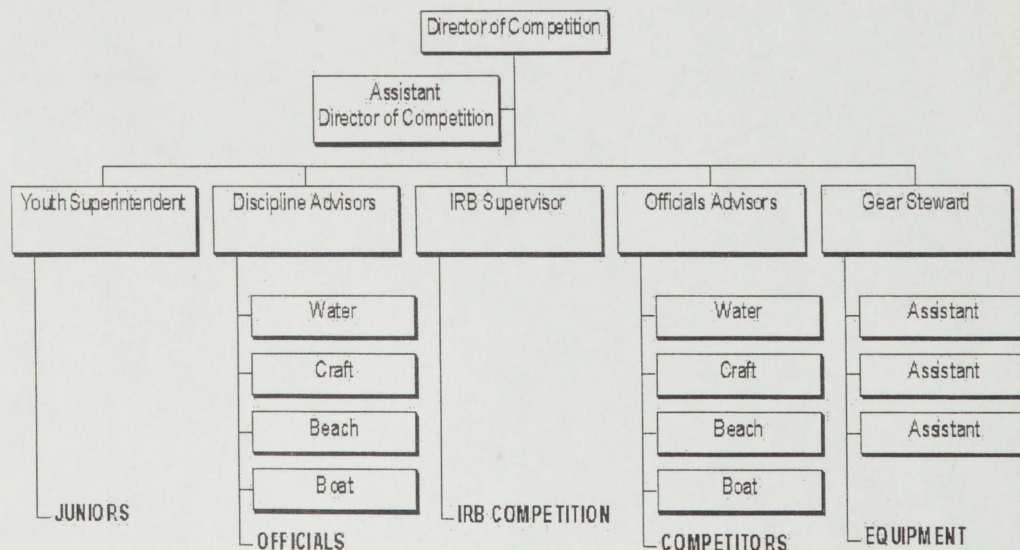 Director of Competition
Assistant
Director of Competition
Youth Superintendent
Discipline Advisors
IRB Supervisor
Officials Advisors
Gear Steward
Water
Water
Assistant
Craft
Craft
Assistant
Beach
Beach
Assistant
Boat
Boat
JUNIORS
IRB COMPETITION
OFFICIALS
COMPETITORS
EQUIPMENT